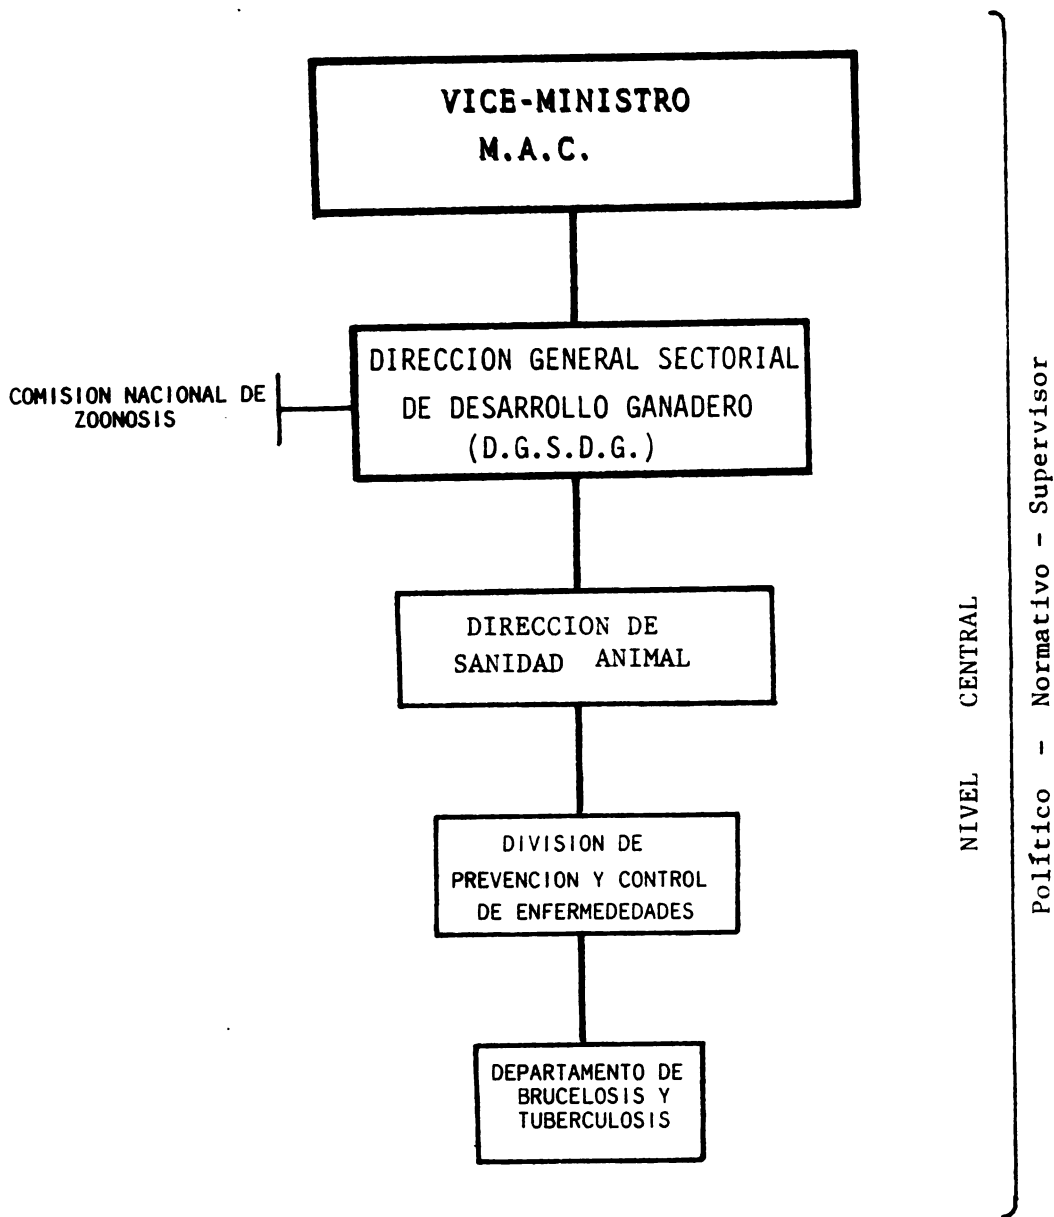 VICE-MINISTRO
M.A.C.
DIRECCION GENERAL SECTORIAL
DE DESARROLLO GANADERO
(D.G.S.D.G.)
COMISION NACIONAL DE
ZOONOSIS
DIRECCION DE
SANIDAD ANIMAL
DIVISION DE
PREVENCION Y CONTROL
DE ENFERMEDEDADES
DEPARTAMENTO DE
BRUCELOSIS Y
TUBERCULOSIS
NIVEL CENTRAL
Político - Normativo - Supervisor